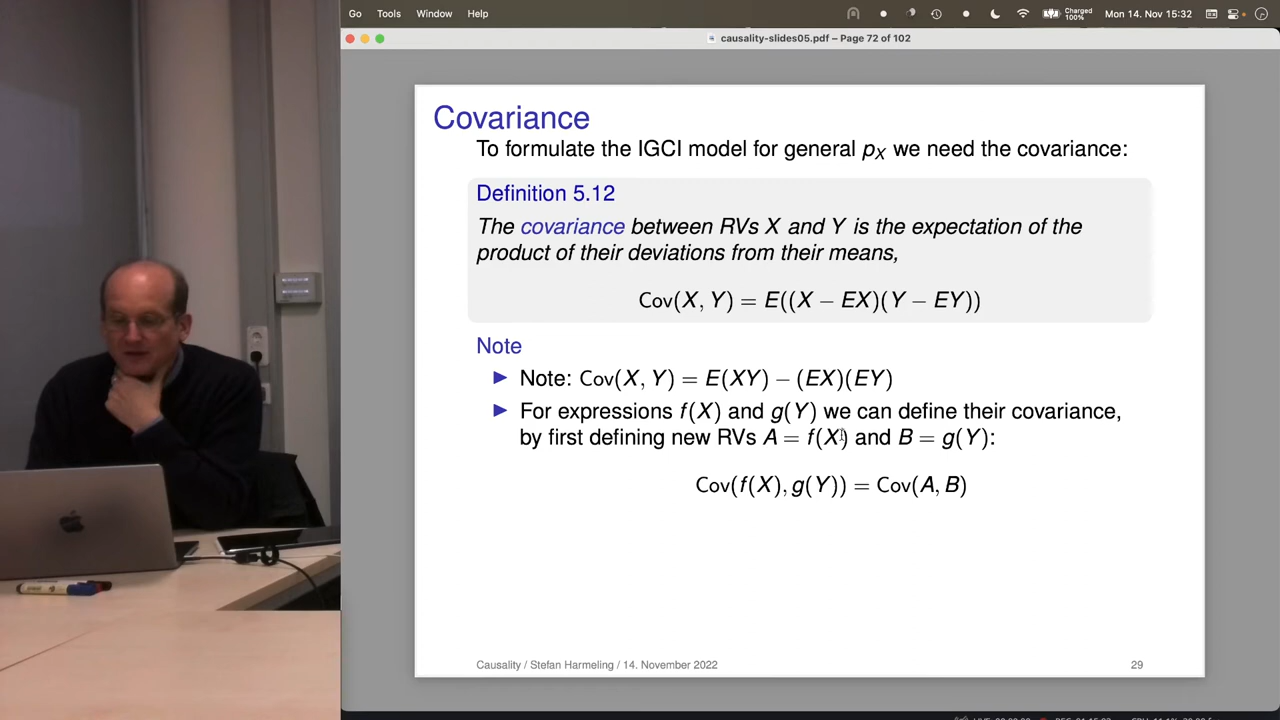 Go Tools Window Help
Charged 100% Mon 14. Nov 15:32
causality-slides05.pdf – Page 72 of 102
Covariance
To formulate the IGCI model for general p_X we need the covariance:
Definition 5.12
The covariance between RVs X and Y is the expectation of the
product of their deviations from their means,
Cov(X, Y) = E((X − EX)(Y − EY))
Note
▶ Note: Cov(X, Y) = E(XY) − (EX)(EY)
▶ For expressions f(X) and g(Y) we can define their covariance,
by first defining new RVs A = f(X) and B = g(Y):
Cov(f(X), g(Y)) = Cov(A, B)
Causality / Stefan Harmeling / 14. November 2022
29